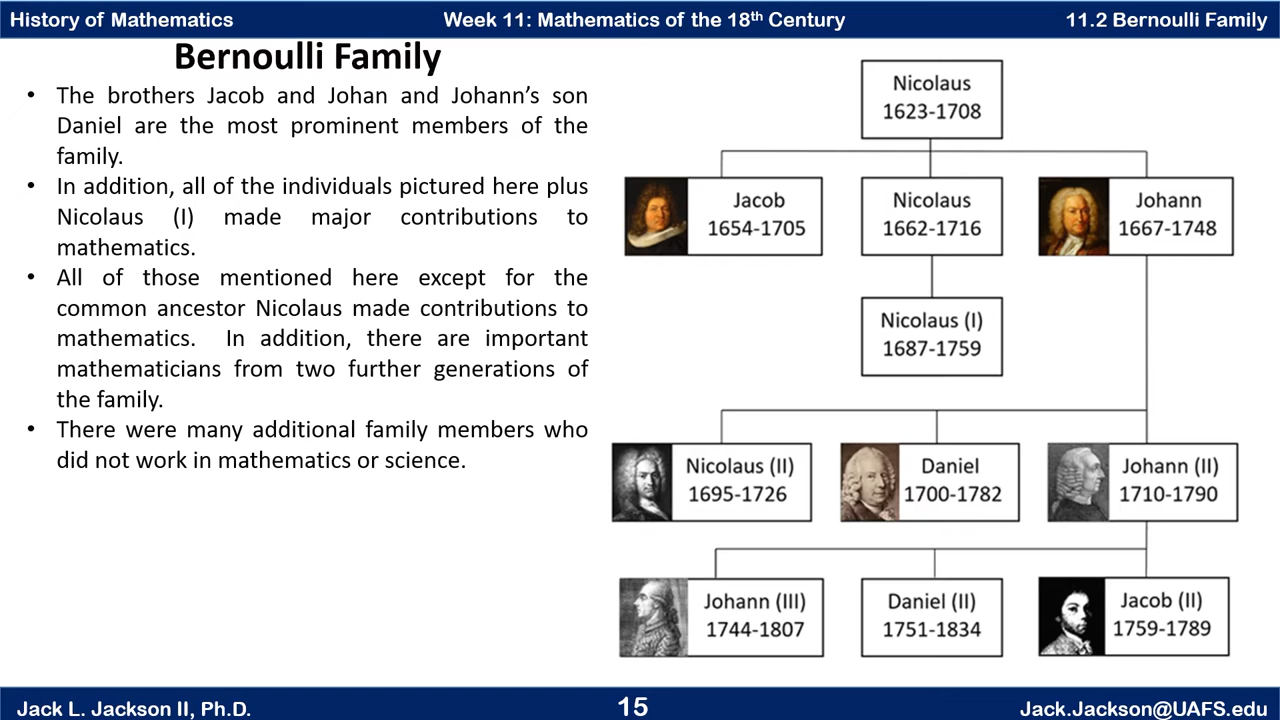 History of Mathematics
Week 11: Mathematics of the 18th Century
11.2 Bernoulli Family
Bernoulli Family
• The brothers Jacob and Johan and Johann’s son
Daniel are the most prominent members of the
family.
• In addition, all of the individuals pictured here plus
Nicolaus (I) made major contributions to
mathematics.
• All of those mentioned here except for the
common ancestor Nicolaus made contributions to
mathematics. In addition, there are important
mathematicians from two further generations of
the family.
• There were many additional family members who
did not work in mathematics or science.
Nicolaus
1623-1708
Jacob
1654-1705
Nicolaus
1662-1716
Johann
1667-1748
Nicolaus (I)
1687-1759
Nicolaus (II)
1695-1726
Daniel
1700-1782
Johann (II)
1710-1790
Johann (III)
1744-1807
Daniel (II)
1751-1834
Jacob (II)
1759-1789
Jack L. Jackson II, Ph.D.
15
Jack.Jackson@UAFS.edu